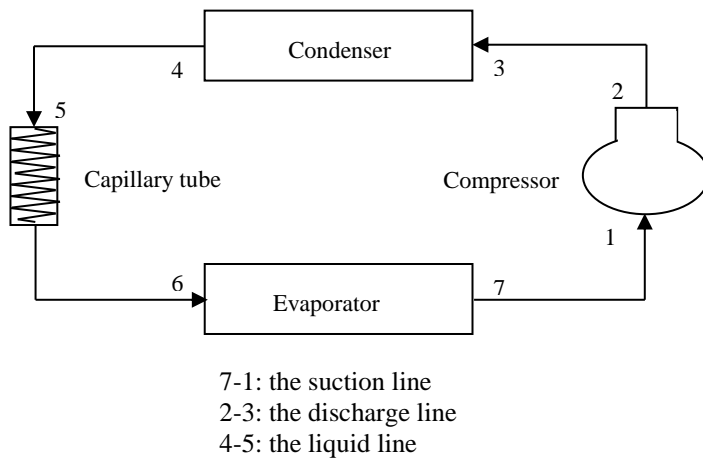 Condenser
4
3
5
2
Capillary tube
Compressor
1
6
7
Evaporator
7-1: the suction line
2-3: the discharge line
4-5: the liquid line